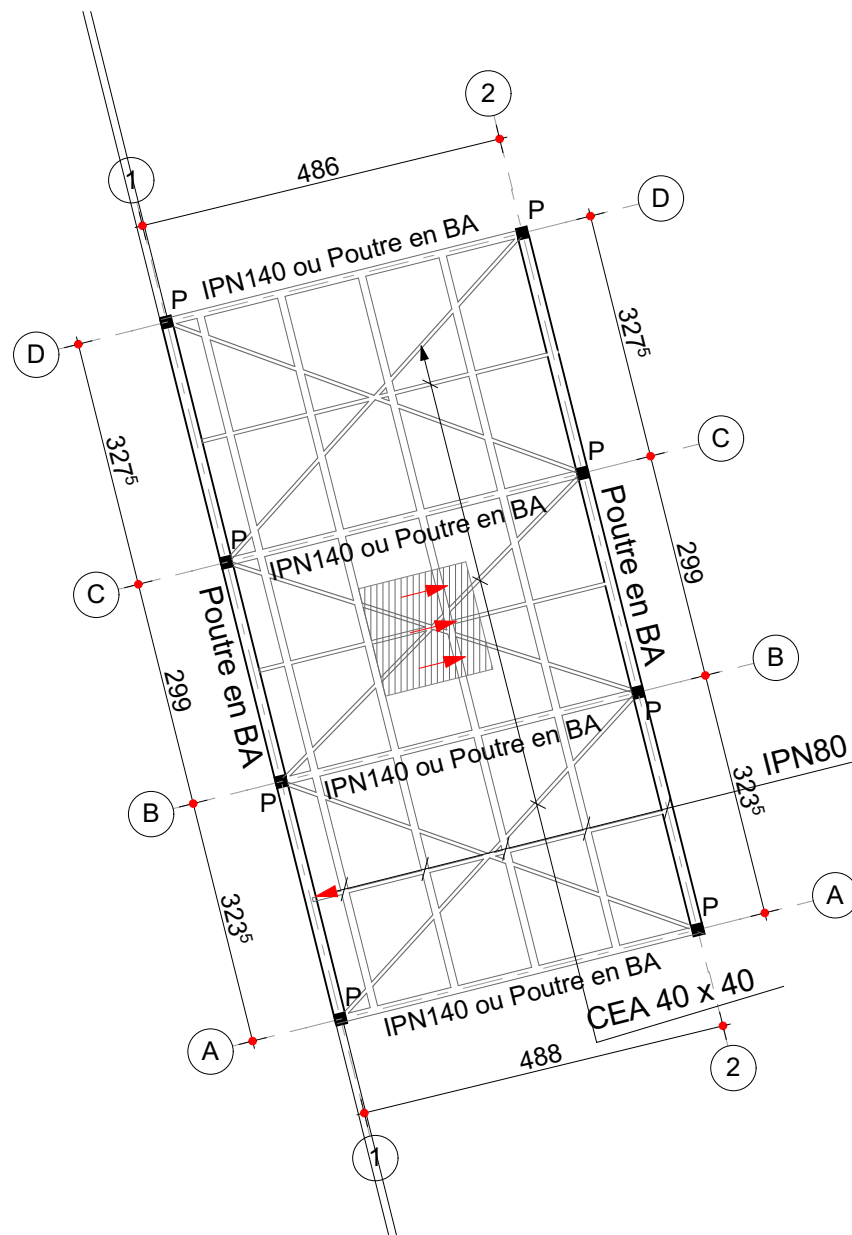 2
486
1
D
P
IPN140 ou Poutre en BA
P
D
327⁵
C
P
327⁵
IPN140 ou Poutre en BA
P
Poutre en BA
299
C
Poutre en BA
B
299
P
IPN140 ou Poutre en BA
IPN80
P
B
323⁵
A
P
323⁵
IPN140 ou Poutre en BA
P
CEA 40 x 40
A
488
2
1